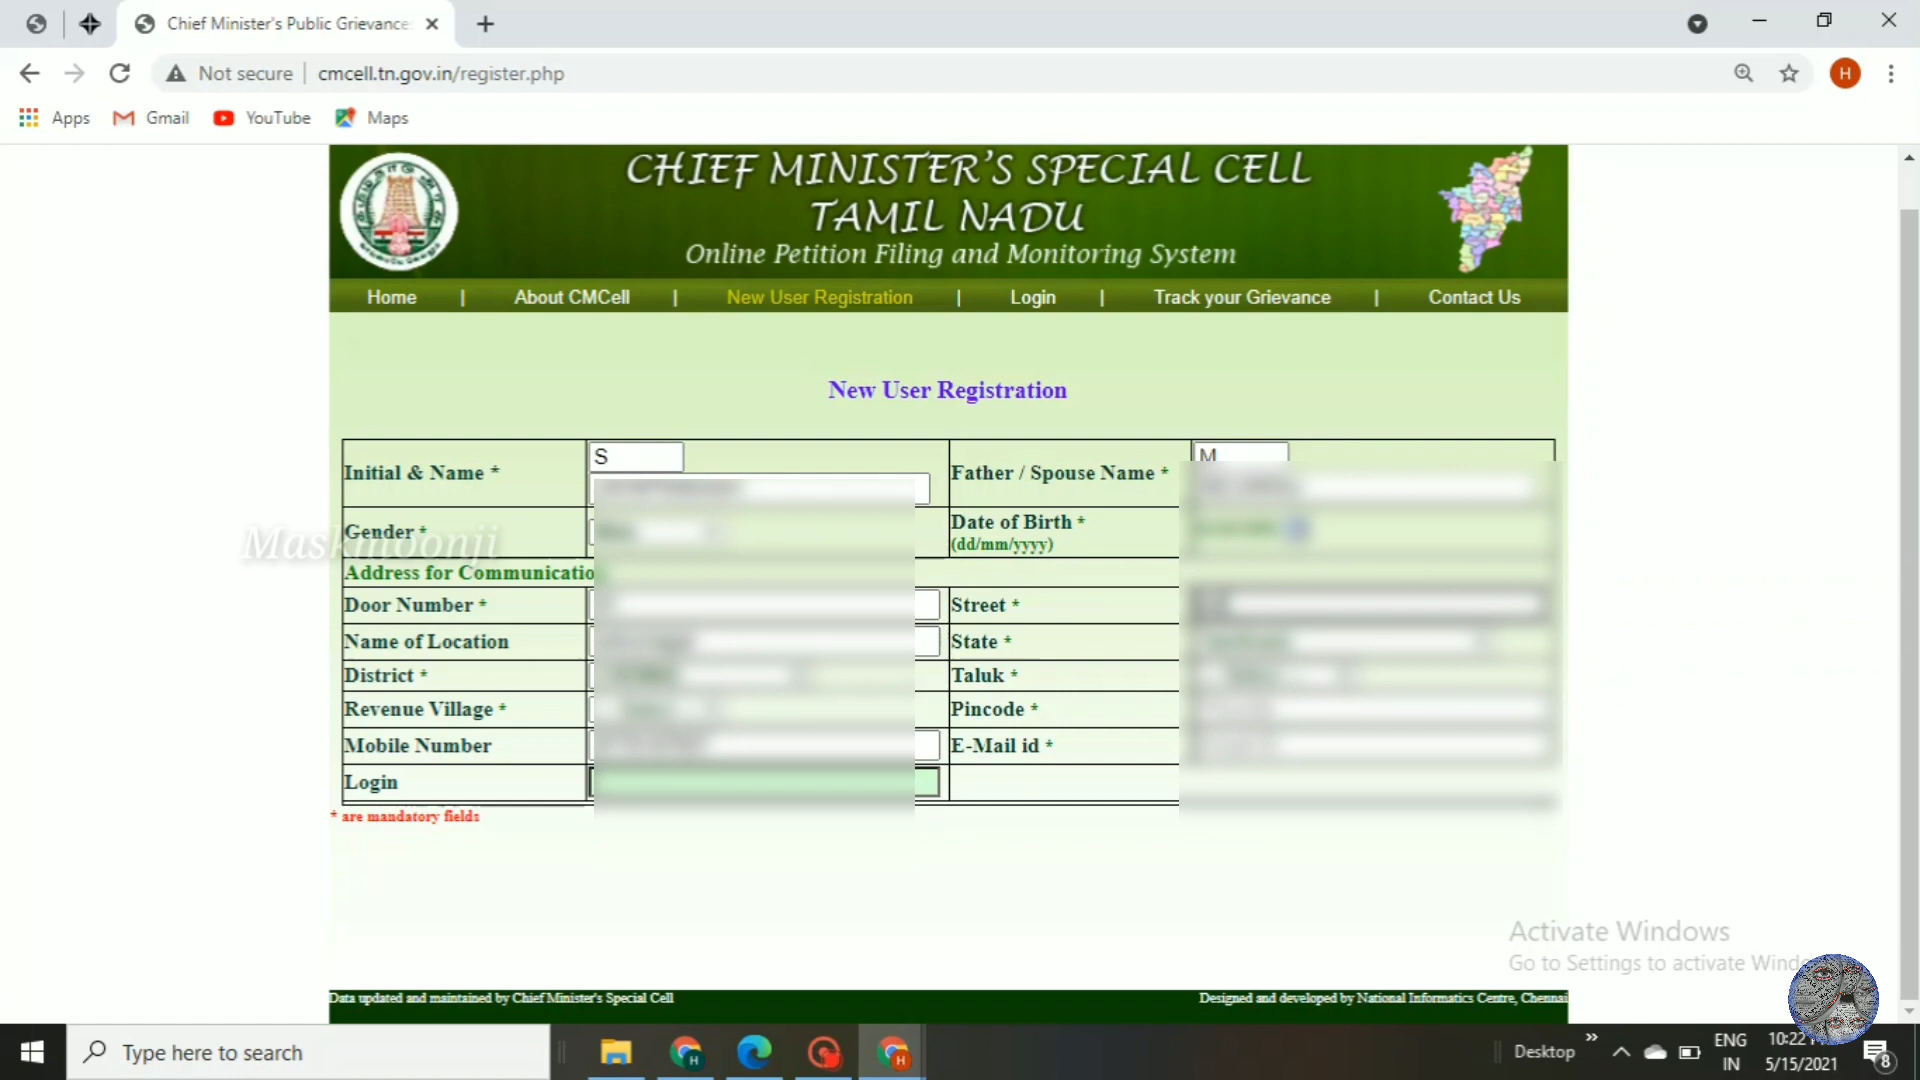 Chief Minister's Public Grievance
Not secure
cmcell.tn.gov.in/register.php
H
Apps
Gmail
YouTube
Maps
CHIEF MINISTER'S SPECIAL CELL
TAMIL NADU
Online Petition Filing and Monitoring System
Home | About CMCell | New User Registration | Login | Track your Grievance | Contact Us
New User Registration
Initial & Name *
S
Father / Spouse Name *
M
Gender *
Date of Birth *
(dd/mm/yyyy)
Maskmoonji
Address for Communicatio
Door Number *
Street *
Name of Location
State *
District *
Taluk *
Revenue Village *
Pincode *
Mobile Number
E-Mail id *
Login
* are mandatory fields
Activate Windows
Go to Settings to activate Wind
Data updated and maintained by Chief Minister's Special Cell
Designed and developed by National Informatics Centre, Chennai
Type here to search
Desktop
ENG
IN
10:22
5/15/2021
8